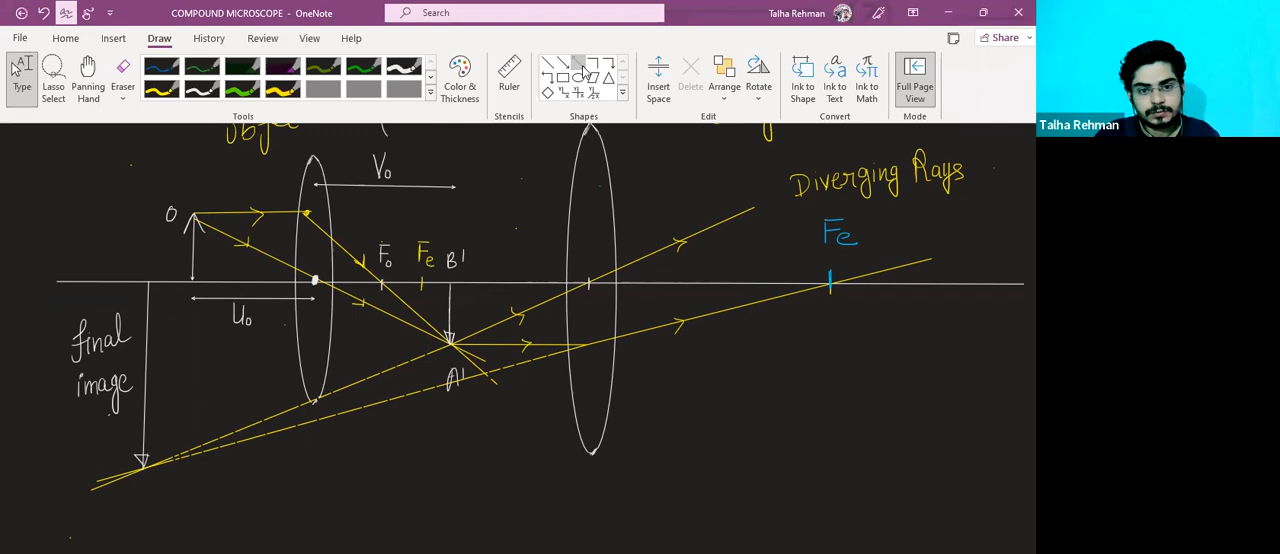 COMPOUND MICROSCOPE - OneNote
Search
Talha Rehman
File
Home
Insert
Draw
History
Review
View
Help
Share
Type
Lasso
Select
Panning
Hand
Eraser
Color &
Thickness
Ruler
Insert
Space
Delete
Arrange
Rotate
Ink to
Shape
Ink to
Text
Ink to
Math
Full Page
View
Tools
Stencils
Shapes
Edit
Convert
Mode
Talha Rehman
Vo
Diverging Rays
O
Fo
Fe
B'
Fe
Uo
final
image
A'